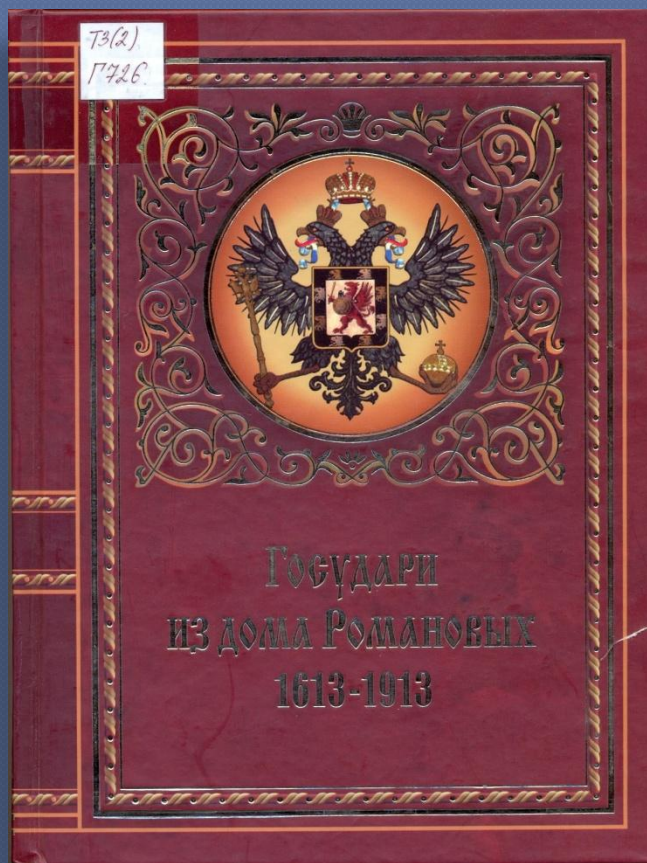 Т3(2)
Г726.
Государи
из дома Романовых
1613-1913